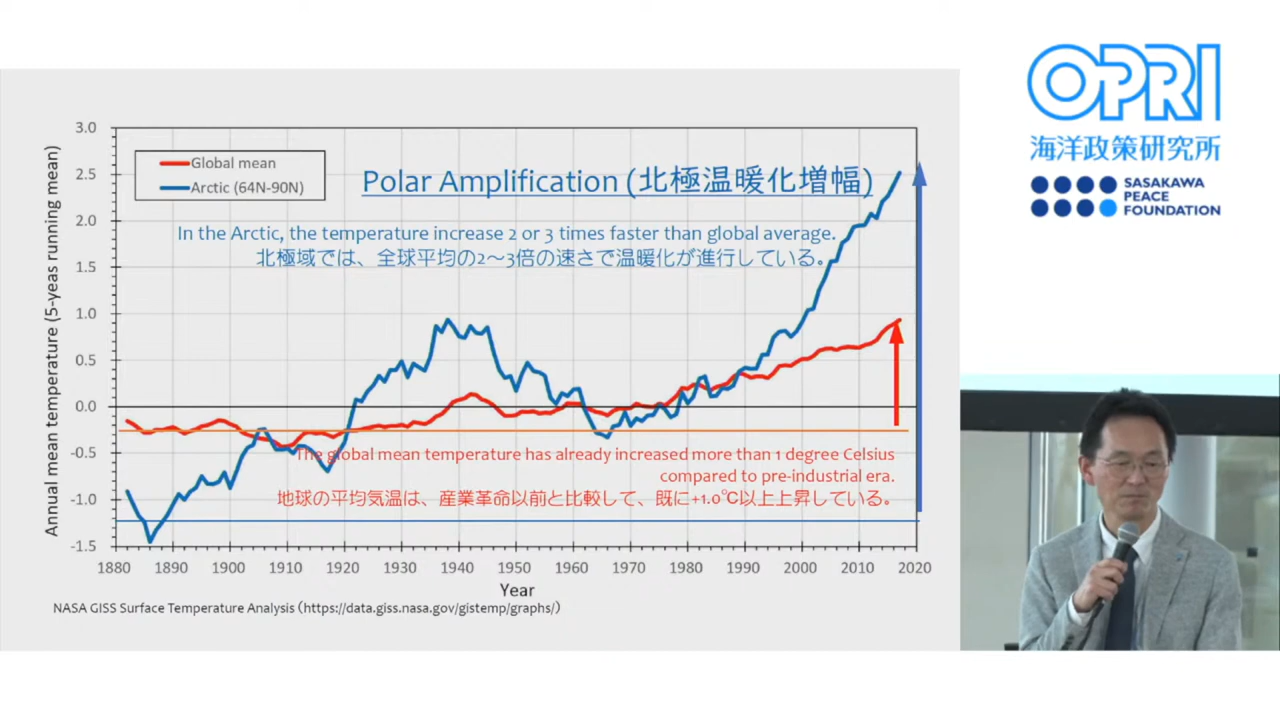 OPRI
海洋政策研究所
SASAKAWA
PEACE
FOUNDATION
Global mean
Arctic (64N-90N)
Polar Amplification (北極温暖化増幅)
In the Arctic, the temperature increase 2 or 3 times faster than global average.
北極域では、全球平均の2～3倍の速さで温暖化が進行している。
The global mean temperature has already increased more than 1 degree Celsius
compared to pre-industrial era.
地球の平均気温は、産業革命以前と比較して、既に+1.0℃以上上昇している。
Annual mean temperature (5-yeas running mean)
3.0
2.5
2.0
1.5
1.0
0.5
0.0
-0.5
-1.0
-1.5
1880 1890 1900 1910 1920 1930 1940 1950 1960 1970 1980 1990 2000 2010 2020
Year
NASA GISS Surface Temperature Analysis (https://data.giss.nasa.gov/gistemp/graphs/)